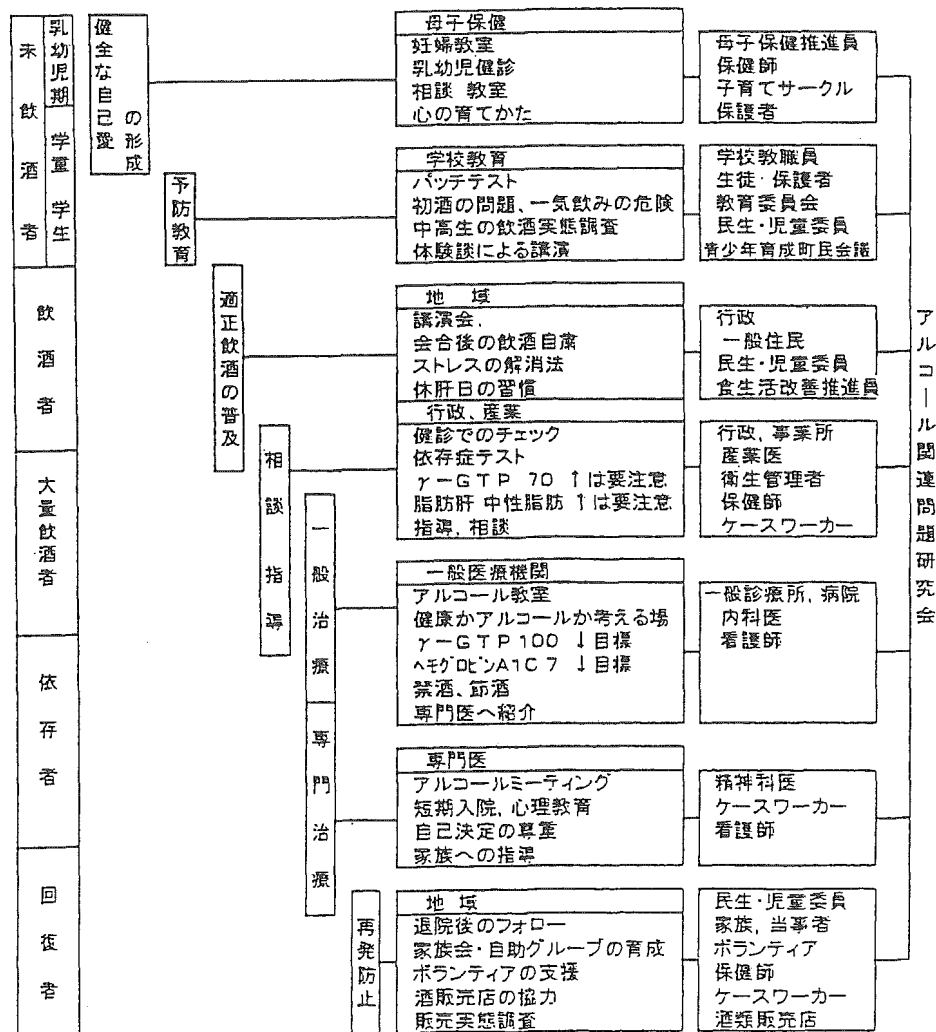 未飲酒者
乳幼児期
学童 学生
飲酒者
大量飲酒者
依存者
回復者
健全な自己愛の形成
予防教育
適正飲酒の普及
相談指導
一般治療
専門治療
再発防止
母子保健
妊婦教室
乳幼児健診
相談 教室
心の育てかた
母子保健推進員
保健師
子育てサークル
保護者
学校教育
パッチテスト
初酒の問題、一気飲みの危険
中高生の飲酒実態調査
体験談による講演
学校教職員
生徒・保護者
教育委員会
民生・児童委員
青少年育成町民会議
地 域
講演会、
会合後の飲酒自粛
ストレスの解消法
休肝日の習慣
行政
一般住民
民生・児童委員
食生活改善推進員
行政、産業
健診でのチェック
依存症テスト
γーGTP 70 ↑は要注意
脂肪肝 中性脂肪 ↑は要注意
指導、相談
行政、事業所
産業医
衛生管理者
保健師
ケースワーカー
一般医療機関
アルコール教室
健康かアルコールか考える場
γーGTP 100 ↓目標
ヘモグロビンA1C 7 ↓目標
禁酒、節酒
専門医へ紹介
一般診療所、病院
内科医
看護師
専門医
アルコールミーティング
短期入院、心理教育
自己決定の尊重
家族への指導
精神科医
ケースワーカー
看護師
地 域
退院後のフォロー
家族会・自助グループの育成
ボランティアの支援
酒販売店の協力
販売実態調査
民生・児童委員
家族、当事者
ボランティア
保健師
ケースワーカー
酒類販売店
アルコール関連問題研究会